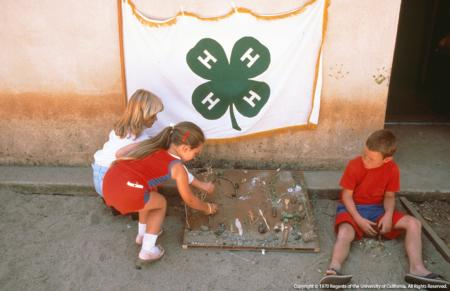 H H
H H
Copyright © 1970 Regents of the University of California. All Rights Reserved.